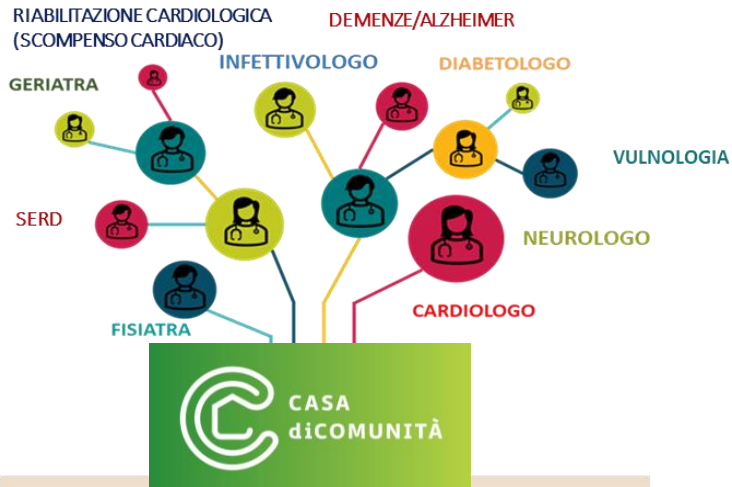 RIABILITAZIONE CARDIOLOGICA
(SCOMPENSO CARDIACO)
DEMENZE/ALZHEIMER
INFETTIVOLOGO
DIABETOLOGO
GERIATRA
VULNOLOGIA
SERD
NEUROLOGO
CARDIOLOGO
FISIATRA
CASA
diCOMUNITÀ